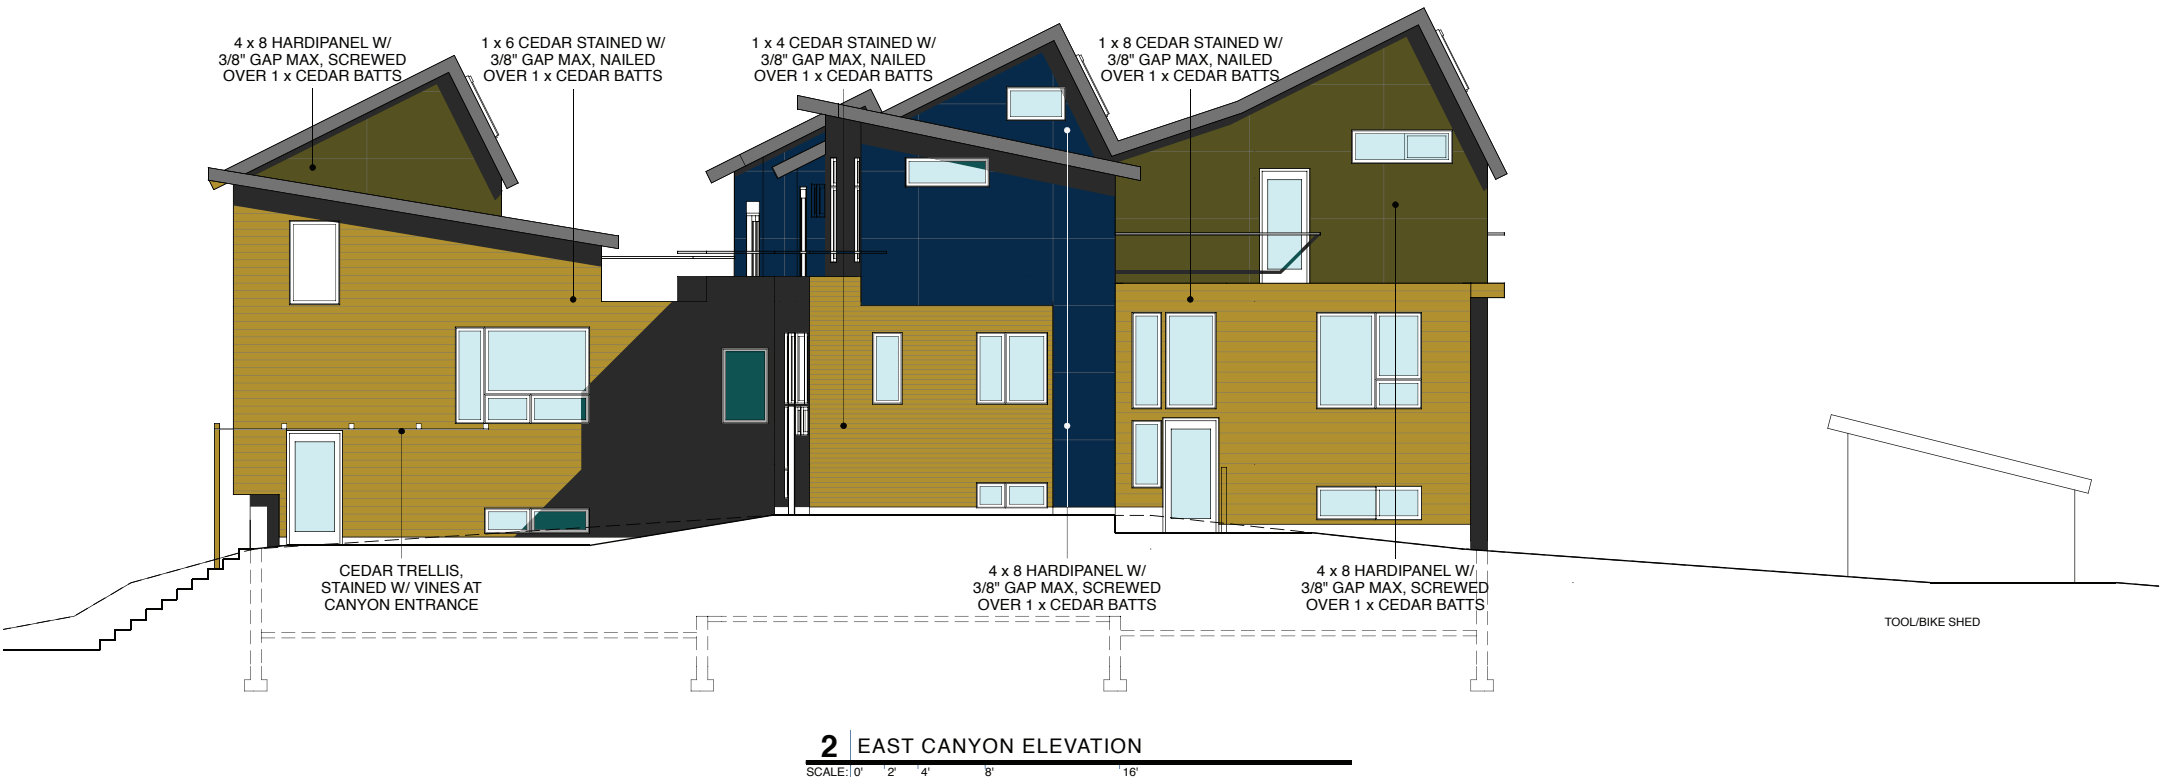 4 x 8 HARDIPANEL W/
3/8" GAP MAX, SCREWED
OVER 1 x CEDAR BATTS
1 x 6 CEDAR STAINED W/
3/8" GAP MAX, NAILED
OVER 1 x CEDAR BATTS
1 x 4 CEDAR STAINED W/
3/8" GAP MAX, NAILED
OVER 1 x CEDAR BATTS
1 x 8 CEDAR STAINED W/
3/8" GAP MAX, NAILED
OVER 1 x CEDAR BATTS
CEDAR TRELLIS,
STAINED W/ VINES AT
CANYON ENTRANCE
4 x 8 HARDIPANEL W/
3/8" GAP MAX, SCREWED
OVER 1 x CEDAR BATTS
4 x 8 HARDIPANEL W/
3/8" GAP MAX, SCREWED
OVER 1 x CEDAR BATTS
TOOL/BIKE SHED
2 EAST CANYON ELEVATION
SCALE: 0' 2' 4' 8' 16'